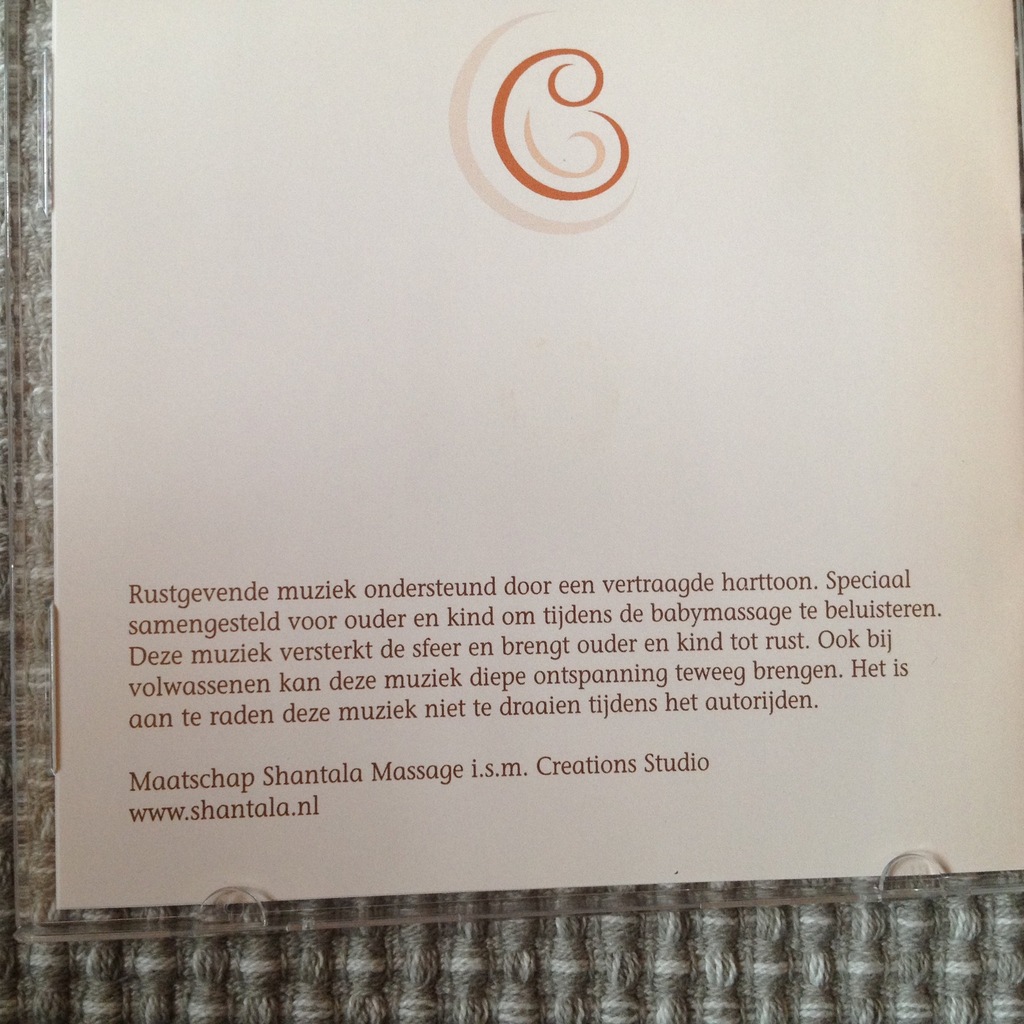 Rustgevende muziek ondersteund door een vertraagde harttoon. Speciaal
samengesteld voor ouder en kind om tijdens de babymassage te beluisteren.
Deze muziek versterkt de sfeer en brengt ouder en kind tot rust. Ook bij
volwassenen kan deze muziek diepe ontspanning teweeg brengen. Het is
aan te raden deze muziek niet te draaien tijdens het autorijden.
Maatschap Shantala Massage i.s.m. Creations Studio
www.shantala.nl